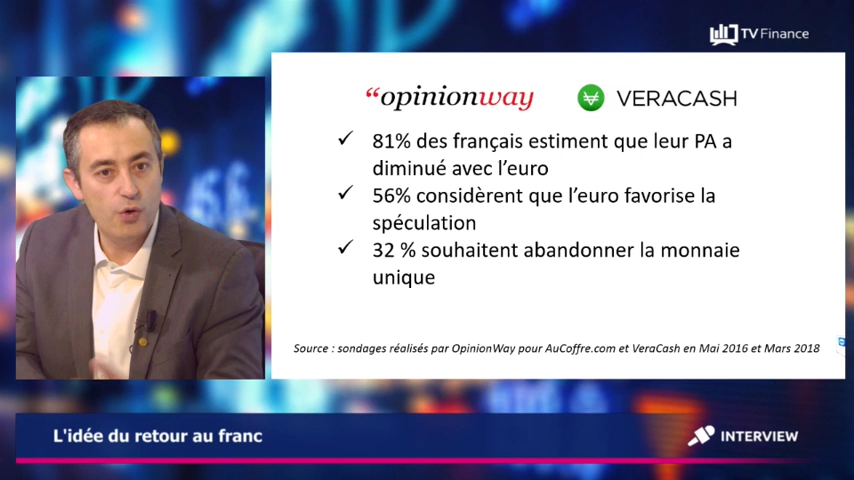 TV Finance
“opinionway
VERACASH
✓ 81% des français estiment que leur PA a
diminué avec l’euro
✓ 56% considèrent que l’euro favorise la
spéculation
✓ 32 % souhaitent abandonner la monnaie
unique
Source : sondages réalisés par OpinionWay pour AuCoffre.com et VeraCash en Mai 2016 et Mars 2018
L'idée du retour au franc
INTERVIEW